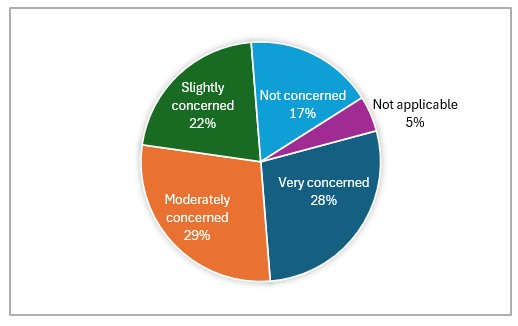 Slightly
concerned
22%
Not concerned
17%
Not applicable
5%
Very concerned
28%
Moderately
concerned
29%